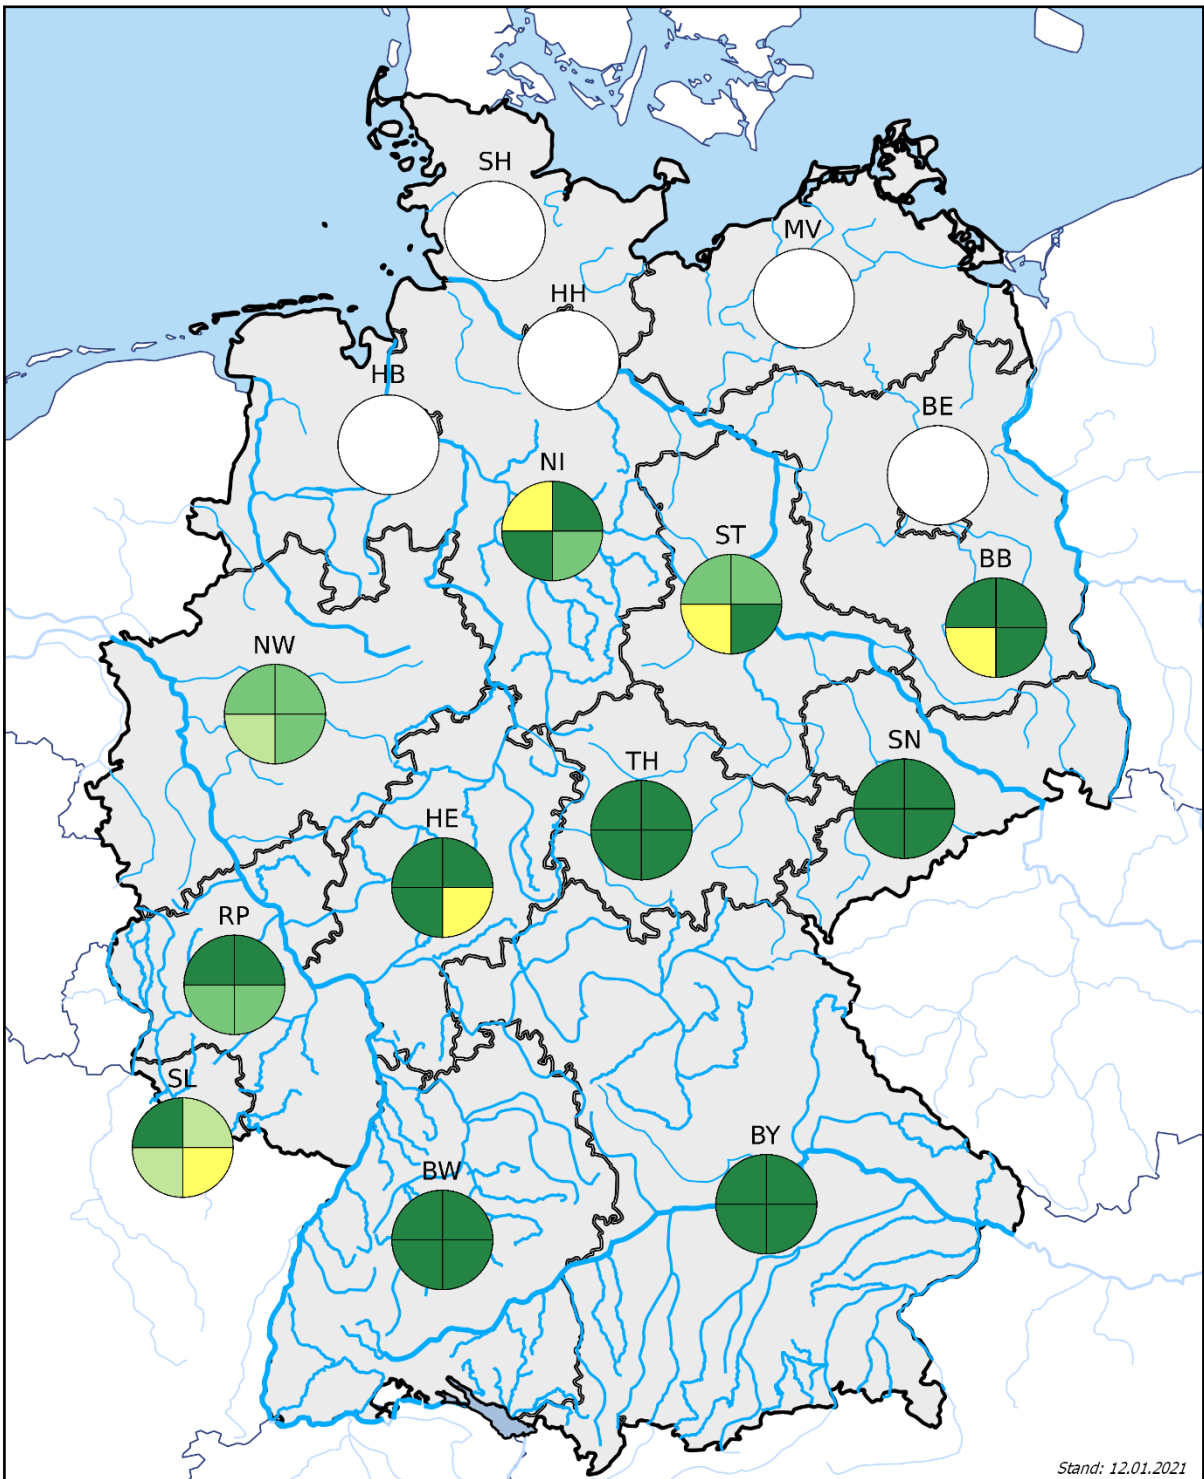 SH
MV
HH
HB
BE
NI
ST
BB
NW
SN
TH
HE
RP
SL
BY
BW
Stand: 12.01.2021